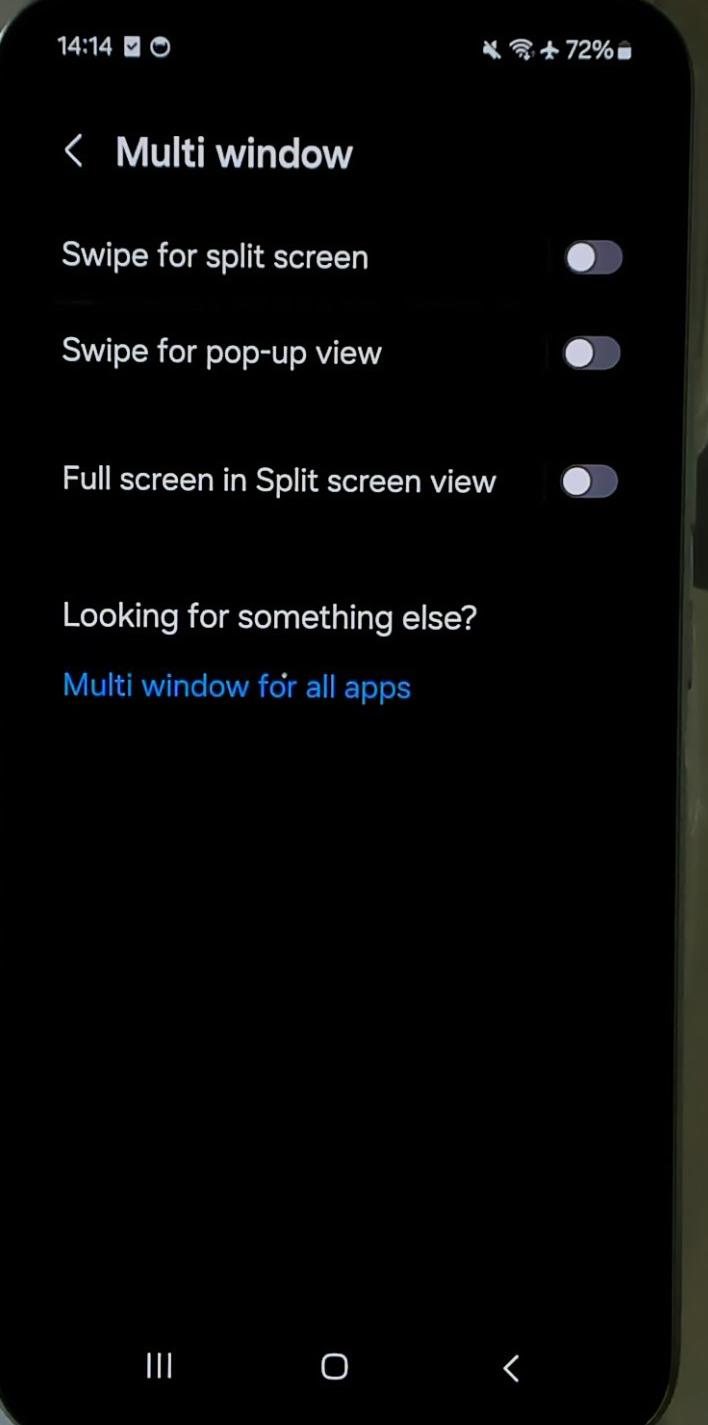 14:14
72%
Multi window
Swipe for split screen
Swipe for pop-up view
Full screen in Split screen view
Looking for something else?
Multi window for all apps